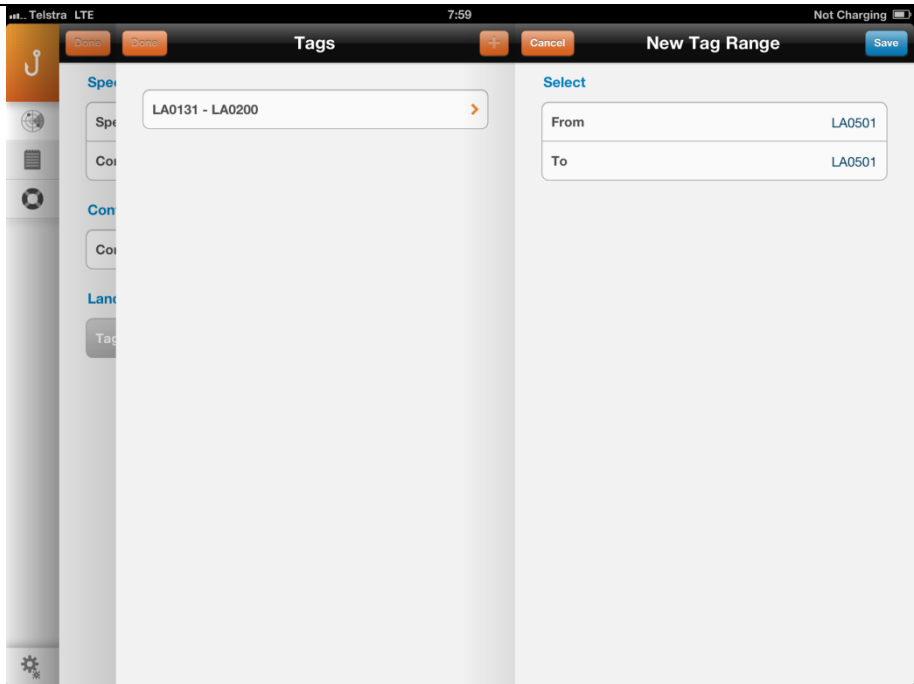 Telstra LTE 7:59 Not Charging
Done Done Tags + Cancel New Tag Range Save
Spe
Select
LA0131 - LA0200
Spe
From LA0501
Co
To LA0501
Con
Co
Land
Tag